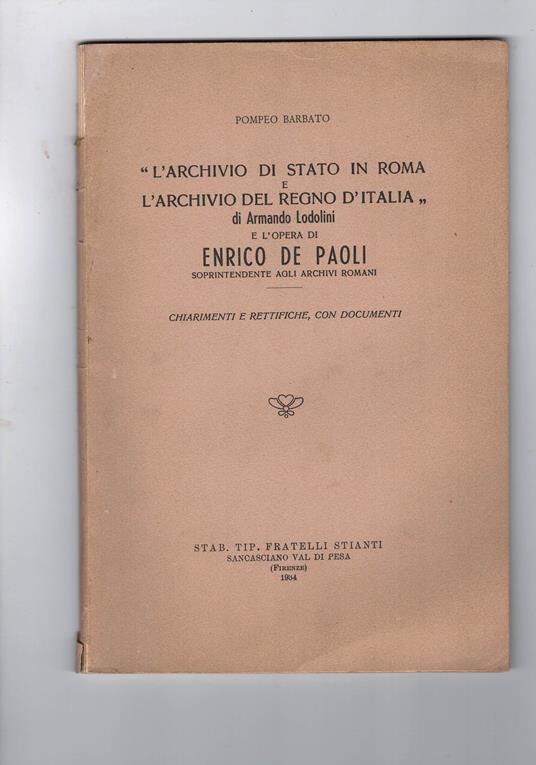 POMPEO BARBATO
“ L'ARCHIVIO DI STATO IN ROMA
E
L'ARCHIVIO DEL REGNO D'ITALIA „
di Armando Lodolini
E L'OPERA DI
ENRICO DE PAOLI
SOPRINTENDENTE AGLI ARCHIVI ROMANI
CHIARIMENTI E RETTIFICHE, CON DOCUMENTI
STAB. TIP. FRATELLI STIANTI
SANCASCIANO VAL DI PESA
(FIRENZE)
1934